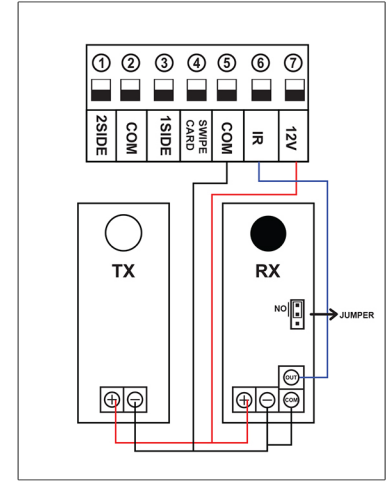 ① ② ③ ④ ⑤ ⑥ ⑦
2SIDE
COM
1SIDE
SWIPE
CARD
COM
IR
12V
TX
RX
NO
JUMPER
OUT
+ − + − COM